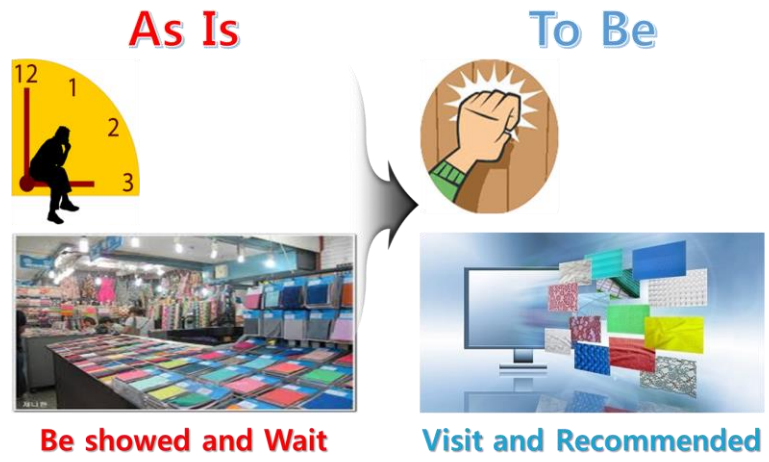 As Is
To Be
12
1
2
3
Be showed and Wait
Visit and Recommended